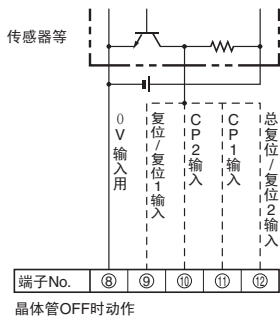 传感器等
0V输入用
复位/复位1输入
CP2输入
CP1输入
总复位/复位2输入
端子No. ⑧ ⑨ ⑩ ⑪ ⑫
晶体管OFF时动作